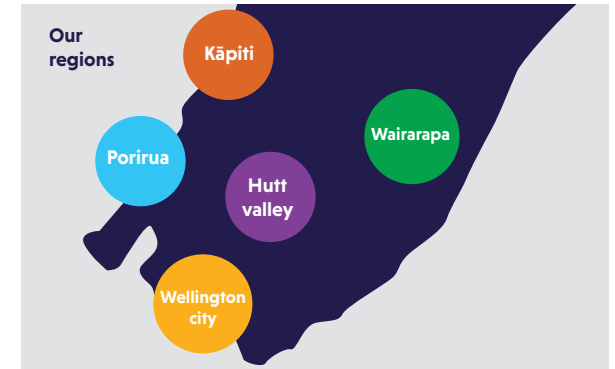 Our
regions
Kāpiti
Wairarapa
Porirua
Hutt
valley
Wellington
city